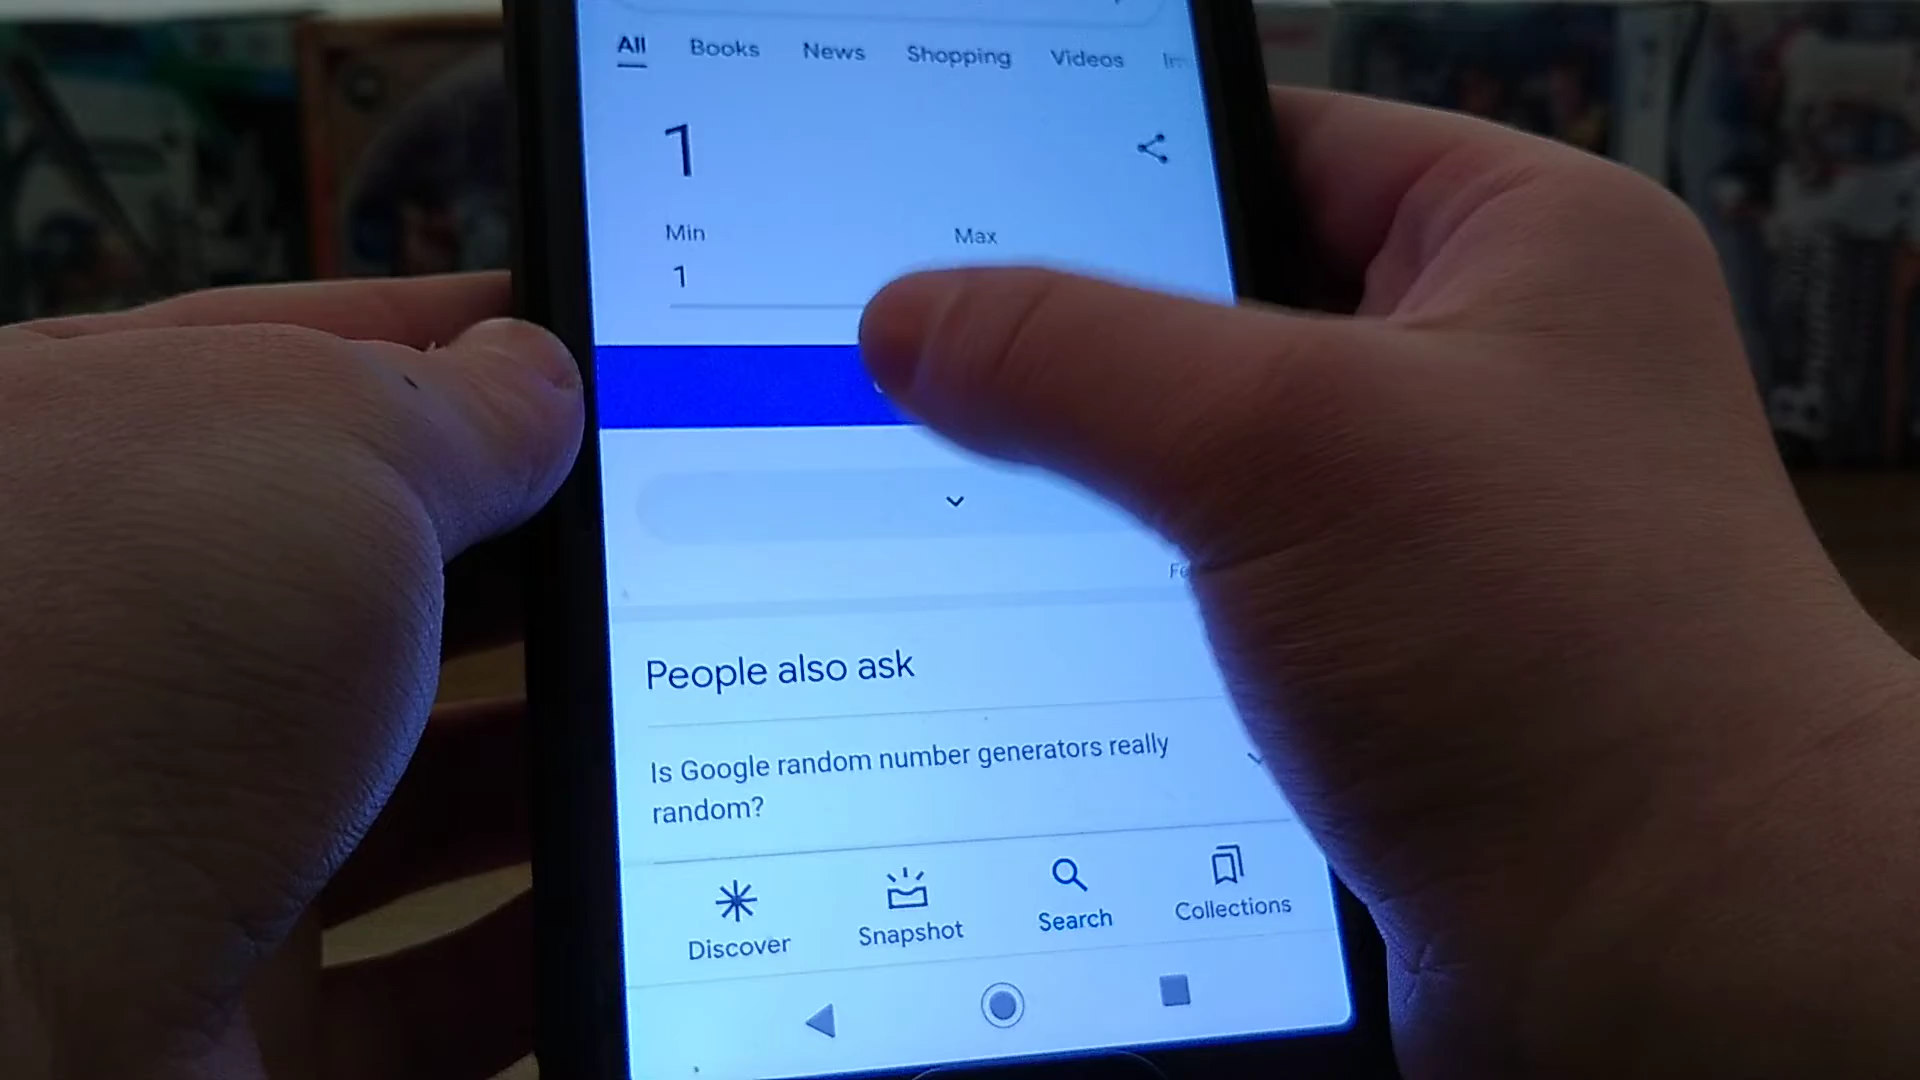 All Books News Shopping Videos
1
Min Max
1
People also ask
Is Google random number generators really
random?
Discover Snapshot Search Collections